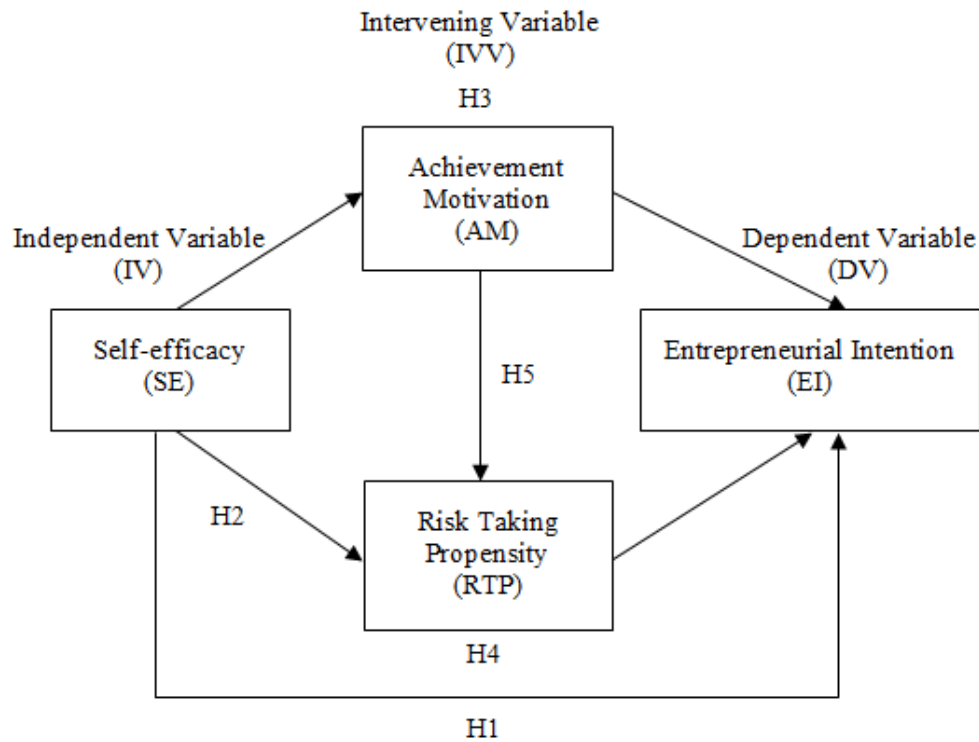 Intervening Variable
(IVV)
H3
Achievement
Motivation
(AM)
Independent Variable
(IV)
Dependent Variable
(DV)
Self-efficacy
(SE)
H5
Entrepreneurial Intention
(EI)
H2
Risk Taking
Propensity
(RTP)
H4
H1